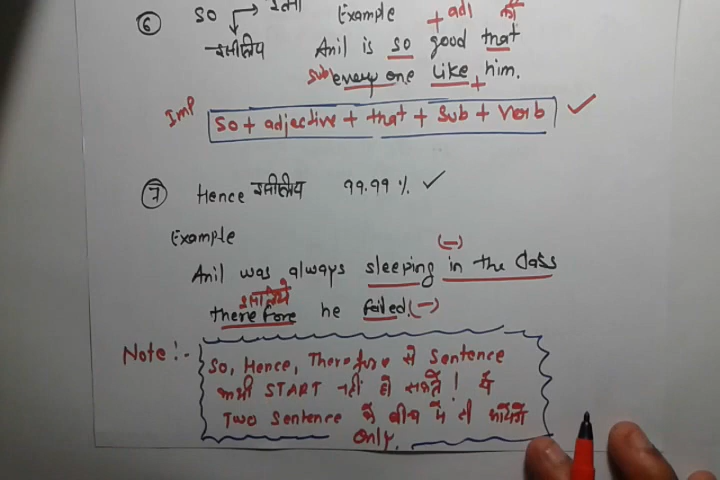 ⑥ so इतना Example + adj की
इसीलिय Anil is so good that
sub every one like him. +
Imp So + adjective + that + Sub + Verb ✓
⑦ Hence इसीलिय 99.99 % ✓
Example
(-)
Anil was always sleeping in the class
इसलिये
therefore he failed. (-)
Note :- So, Hence, Therefore से Sentence
कभी START नहीं हो सकते ! ये
Two Sentence के बीच में ही आयेंगे
only.